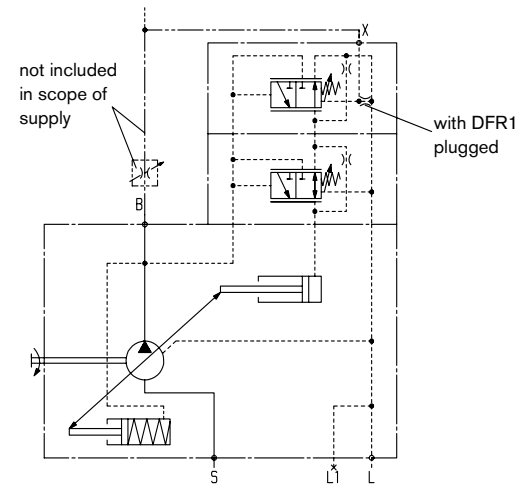 X
not included
in scope of
supply
with DFR1
plugged
B
S
L1
L